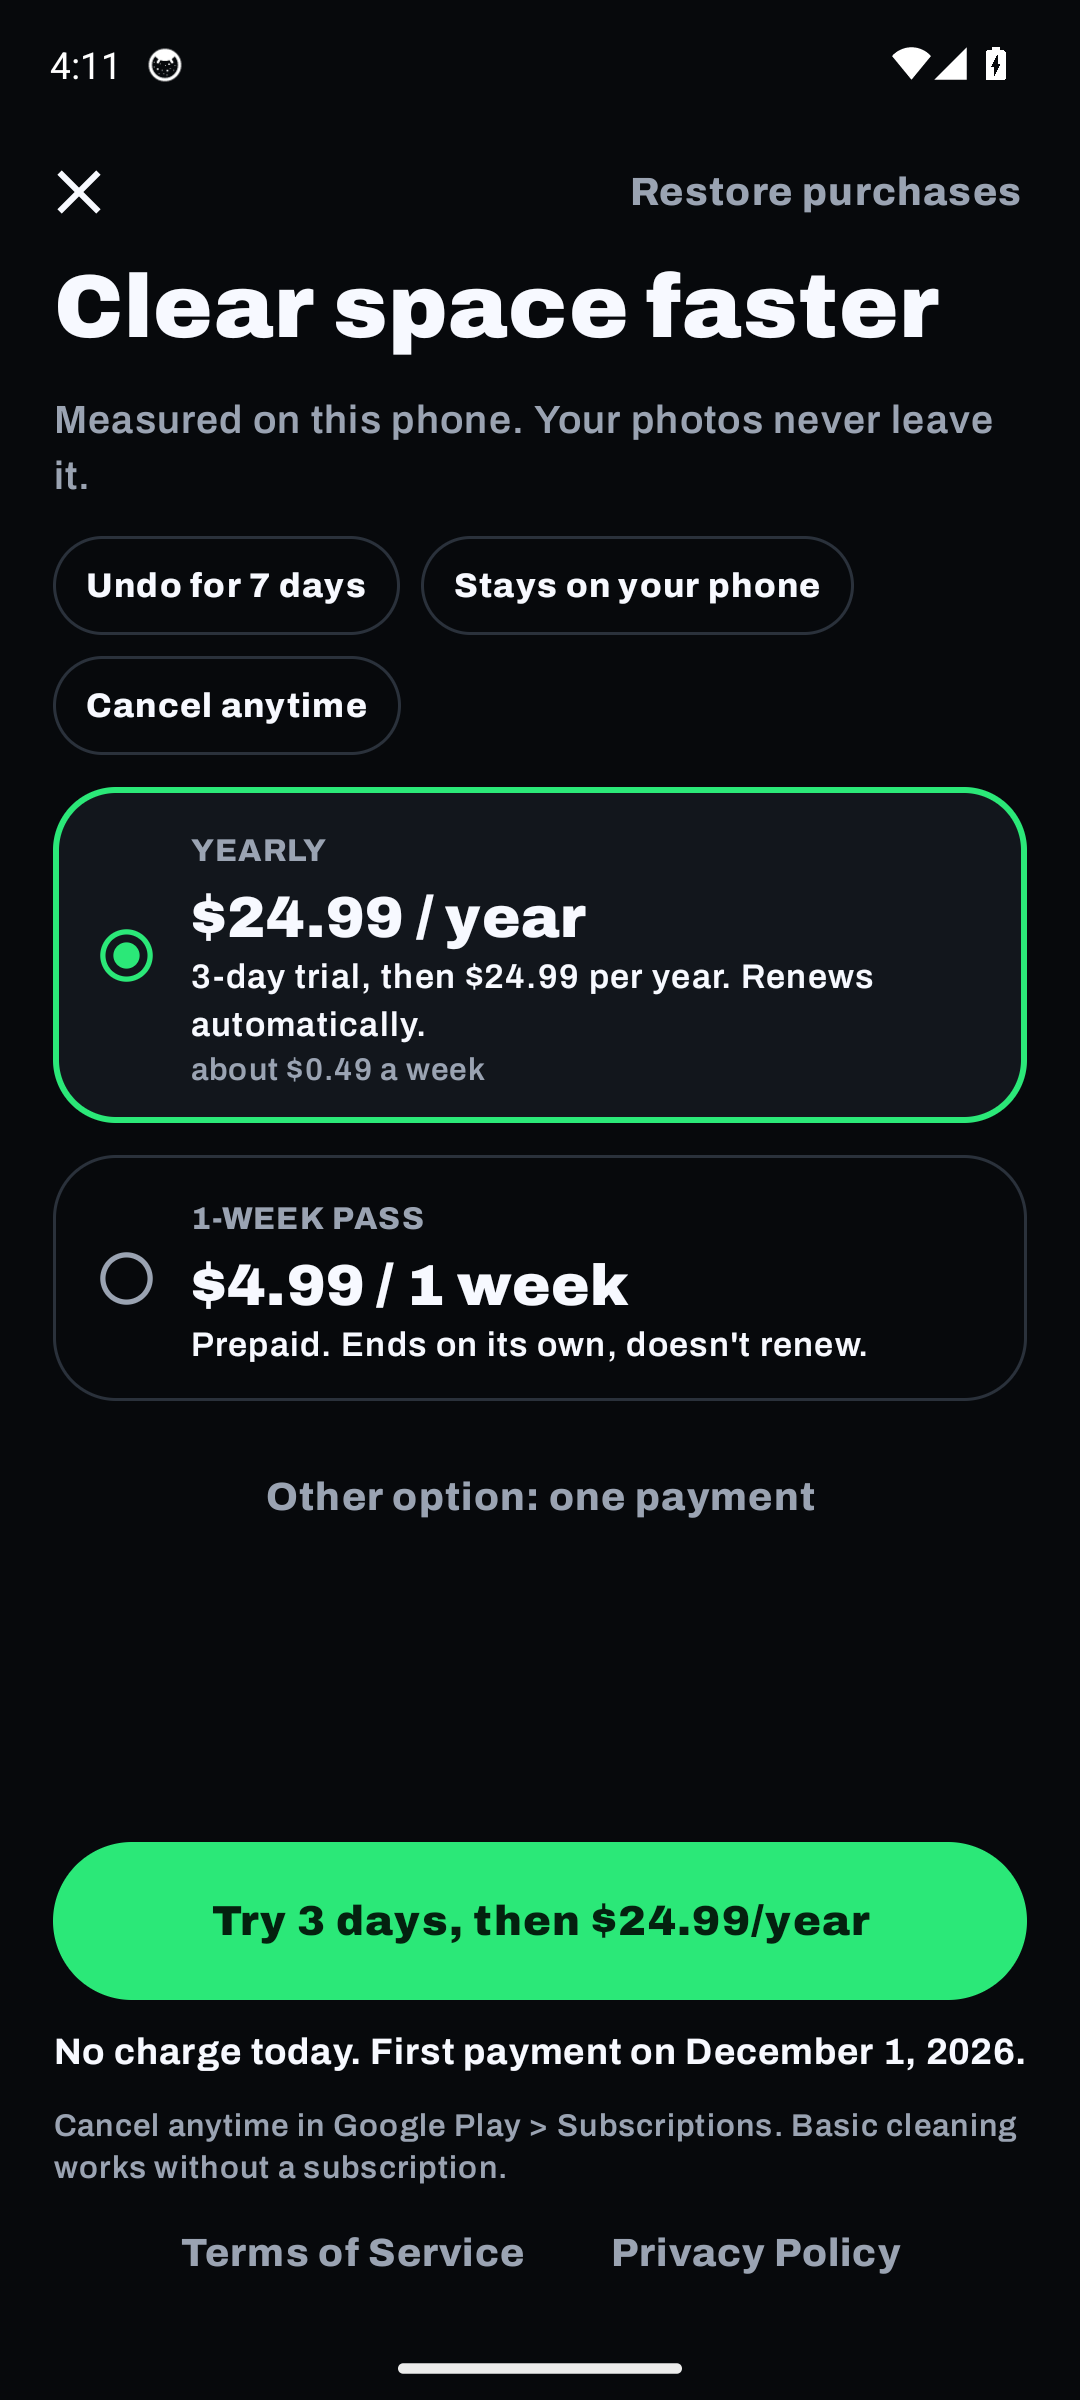 4:11
Restore purchases
Clear space faster
Measured on this phone. Your photos never leave
it.
Undo for 7 days
Stays on your phone
Cancel anytime
YEARLY
$24.99 / year
3-day trial, then $24.99 per year. Renews
automatically.
about $0.49 a week
1-WEEK PASS
$4.99 / 1 week
Prepaid. Ends on its own, doesn't renew.
Other option: one payment
Try 3 days, then $24.99/year
No charge today. First payment on December 1, 2026.
Cancel anytime in Google Play > Subscriptions. Basic cleaning
works without a subscription.
Terms of Service
Privacy Policy